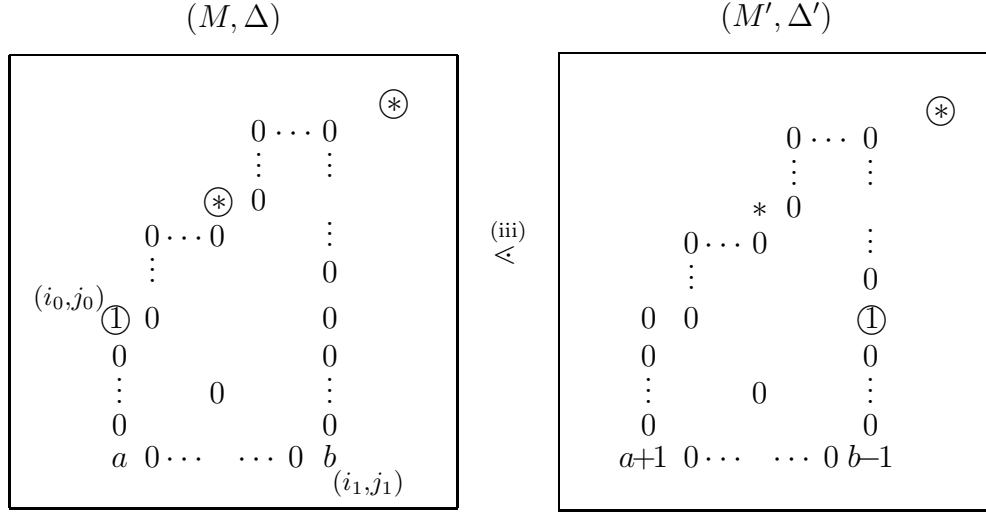 (M, Δ) (M′, Δ′)
⊛ ⊛
0 ⋯ 0 0 ⋯ 0
⋮ ⋮ ⋮ ⋮
⊛ 0 * 0
0 ⋯ 0 ⋮ (iii) 0 ⋯ 0 ⋮
⋮ 0 ⋖ ⋮ 0
(i₀,j₀)
① 0 0 0 0 ①
0 0 0 0
⋮ 0 ⋮ ⋮ 0 ⋮
0 0 0 0
a 0 ⋯ ⋯ 0 b a+1 0 ⋯ ⋯ 0 b−1
(i₁,j₁)